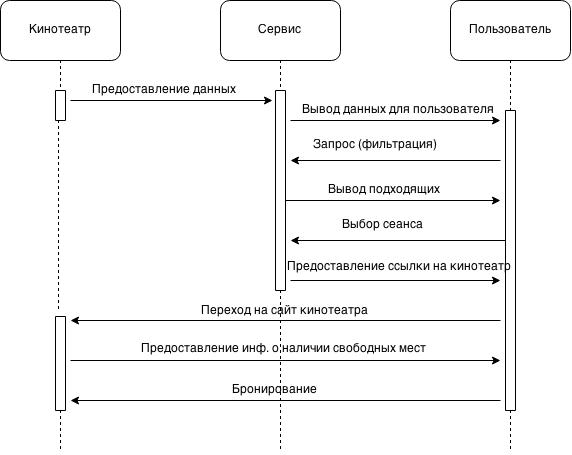 Кинотеатр
Сервис
Пользователь
Предоставление данных
Вывод данных для пользователя
Запрос (фильтрация)
Вывод подходящих
Выбор сеанса
Предоставление ссылки на кинотеатр
Переход на сайт кинотеатра
Предоставление инф. о наличии свободных мест
Бронирование